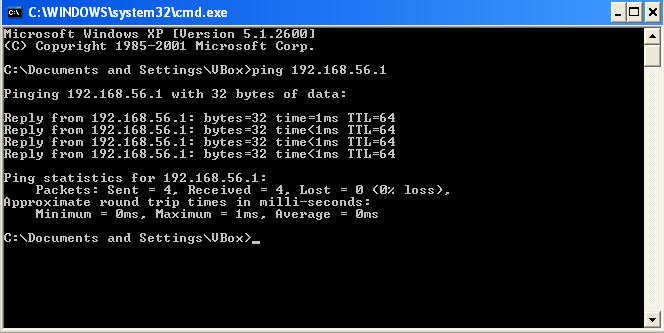 C:\WINDOWS\system32\cmd.exe
Microsoft Windows XP [Version 5.1.2600]
(C) Copyright 1985-2001 Microsoft Corp.
C:\Documents and Settings\VBox>ping 192.168.56.1
Pinging 192.168.56.1 with 32 bytes of data:
Reply from 192.168.56.1: bytes=32 time=1ms TTL=64
Reply from 192.168.56.1: bytes=32 time<1ms TTL=64
Reply from 192.168.56.1: bytes=32 time<1ms TTL=64
Reply from 192.168.56.1: bytes=32 time<1ms TTL=64
Ping statistics for 192.168.56.1:
    Packets: Sent = 4, Received = 4, Lost = 0 (0% loss),
Approximate round trip times in milli-seconds:
    Minimum = 0ms, Maximum = 1ms, Average = 0ms
C:\Documents and Settings\VBox>_